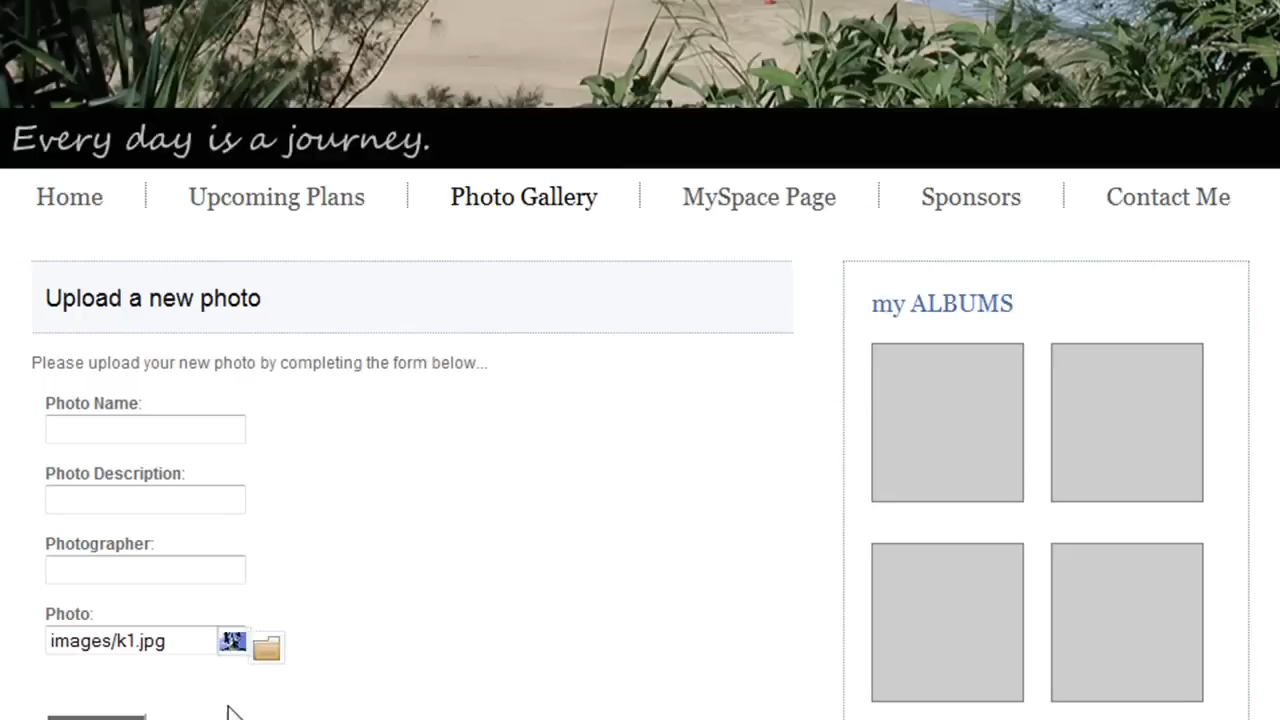 Every day is a journey.
Home Upcoming Plans Photo Gallery MySpace Page Sponsors Contact Me
Upload a new photo
my ALBUMS
Please upload your new photo by completing the form below...
Photo Name:
Photo Description:
Photographer:
Photo:
images/k1.jpg